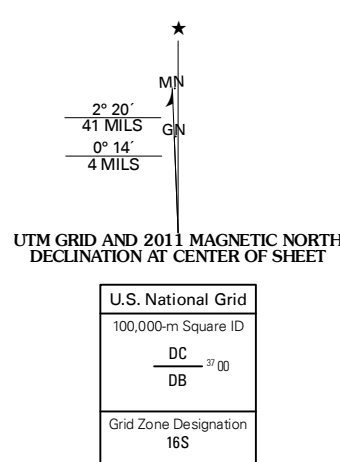 ★
MN
2° 20´
41 MILS
GN
0° 14´
4 MILS
UTM GRID AND 2011 MAGNETIC NORTH
DECLINATION AT CENTER OF SHEET
U.S. National Grid
100,000-m Square ID
DC
37 00
DB
Grid Zone Designation
16S